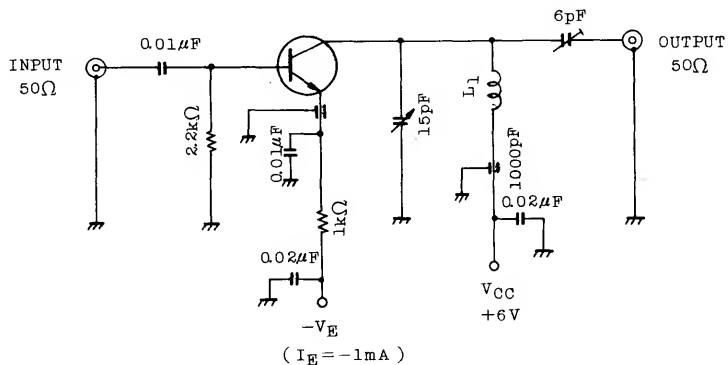 6pF
0.01µF
INPUT
50Ω
OUTPUT
50Ω
L1
15pF
2.2kΩ
0.01µF
1000pF
0.02µF
1kΩ
0.02µF
VCC
+6V
-VE
(IE=-1mA)